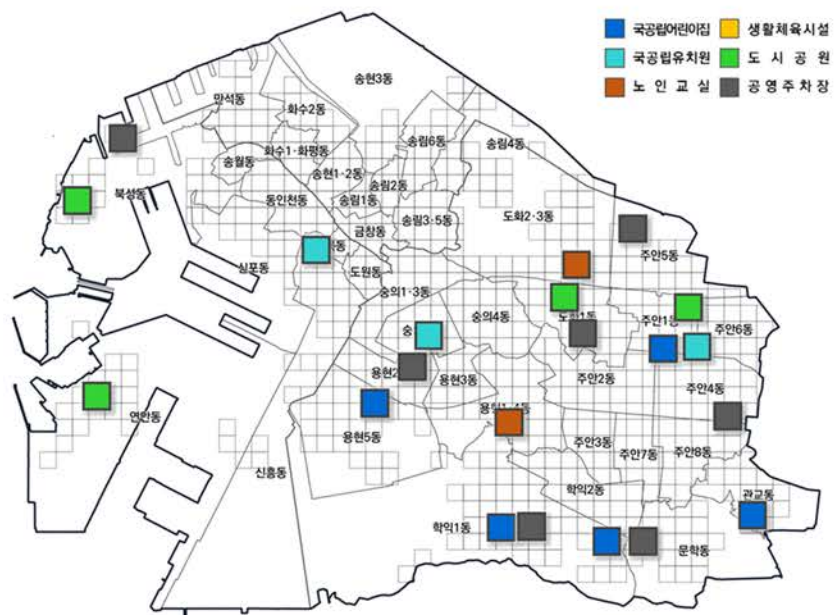 국공립어린이집
생활체육시설
국공립유치원
도시공원
노인교실
공영주차장
송현3동
만석동
화수2동
송림6동
송림4동
화수1·화평동
송월동
송현1·2동
송림2동
북성동
동인천동
송림1동
송림3·5동
도화2·3동
금창동
주안5동
도원동
숭의1·3동
숭의4동
주안1동
주안6동
용현3동
주안2동
주안4동
용현5동
연안동
신흥동
주안3동
주안7동
주안8동
학익2동
관교동
학익1동
문학동